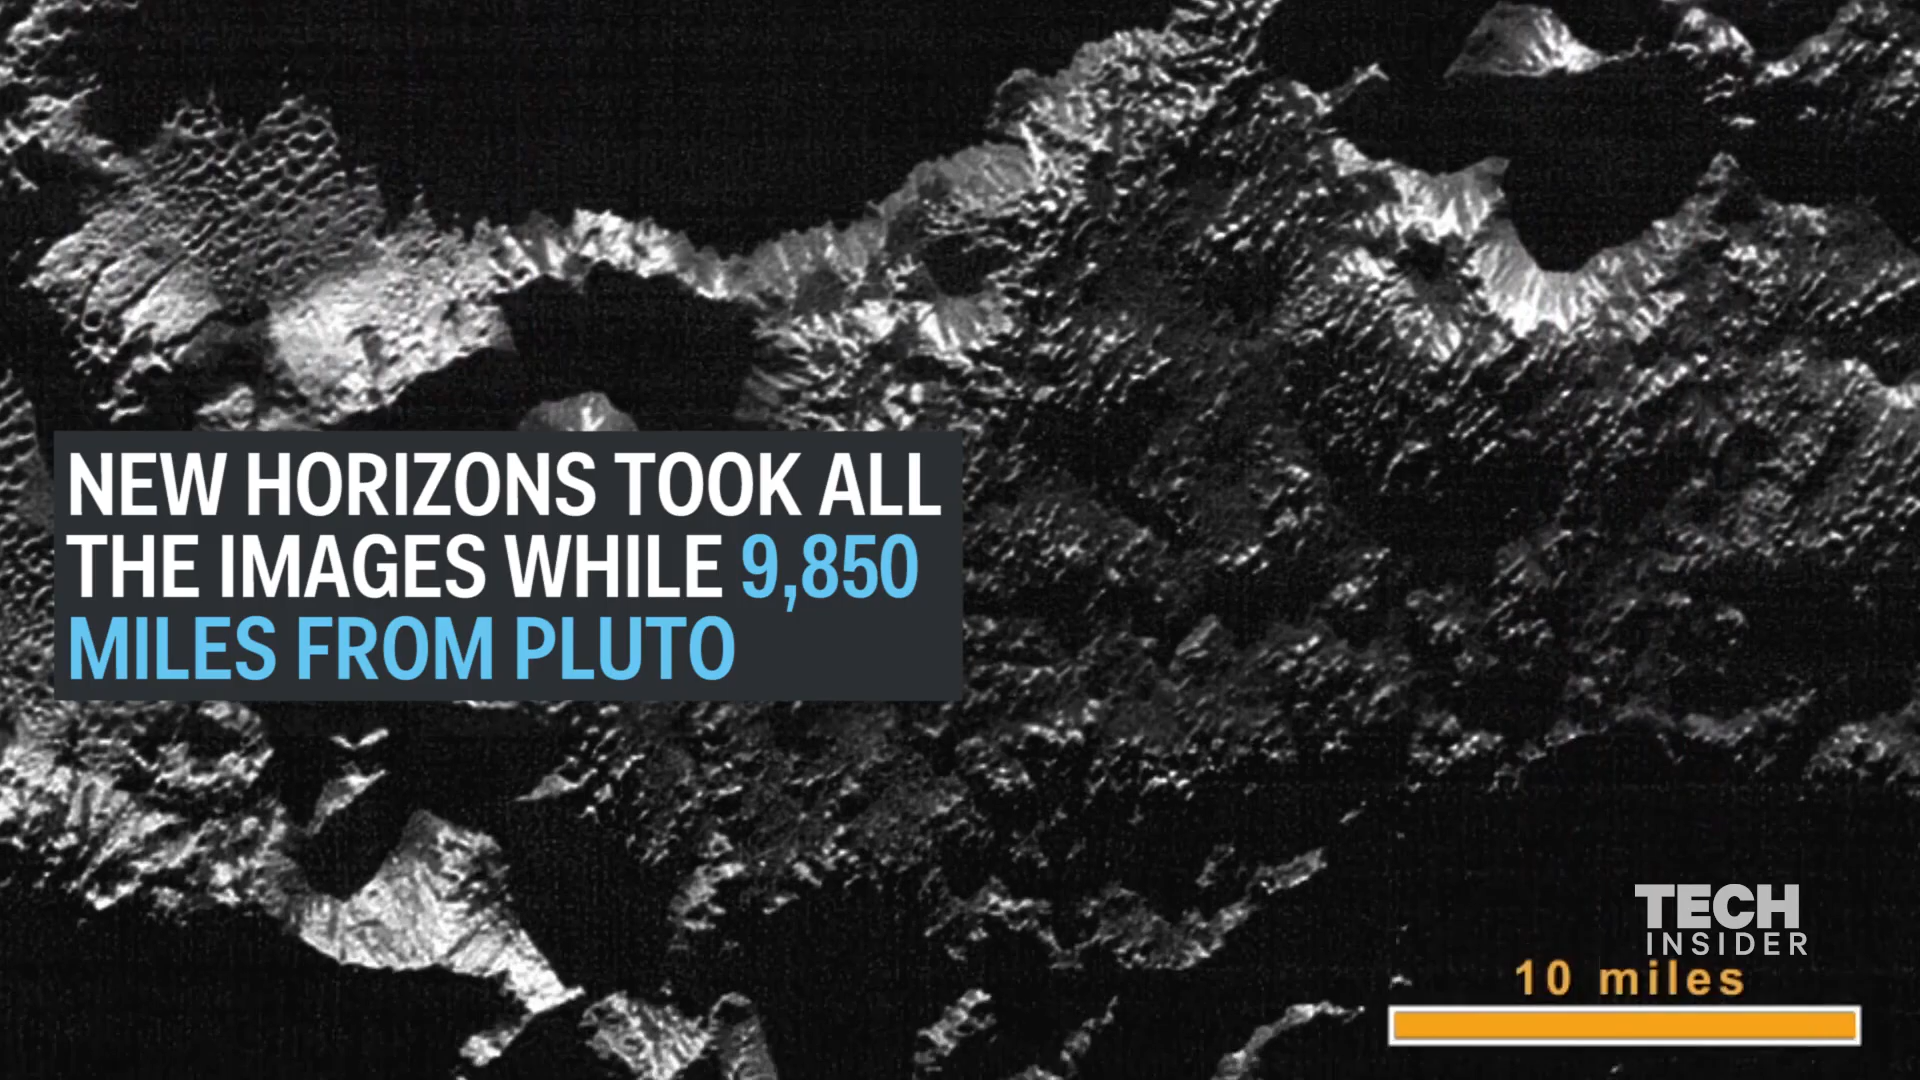 NEW HORIZONS TOOK ALL
THE IMAGES WHILE 9,850
MILES FROM PLUTO
TECH
INSIDER
10 miles